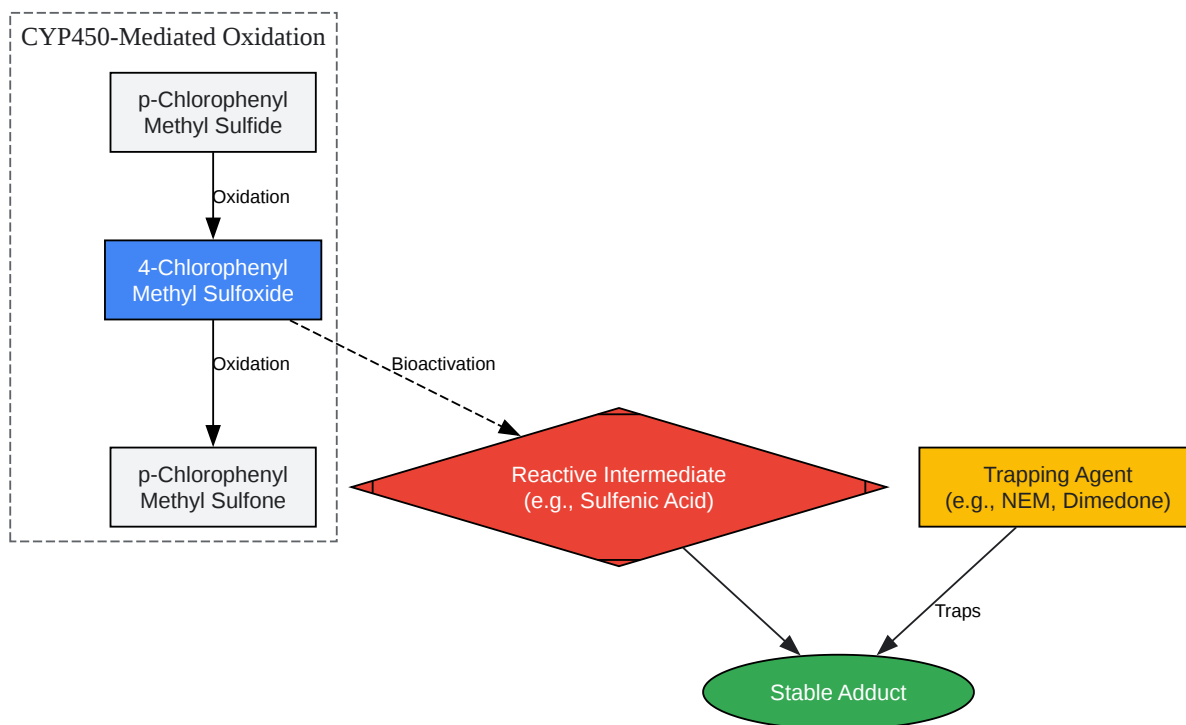 CYP450-Mediated Oxidation
p-Chlorophenyl
Methyl Sulfide
Oxidation
4-Chlorophenyl
Methyl Sulfoxide
Oxidation
Bioactivation
p-Chlorophenyl
Methyl Sulfone
Reactive Intermediate
(e.g., Sulfenic Acid)
Trapping Agent
(e.g., NEM, Dimedone)
Traps
Stable Adduct